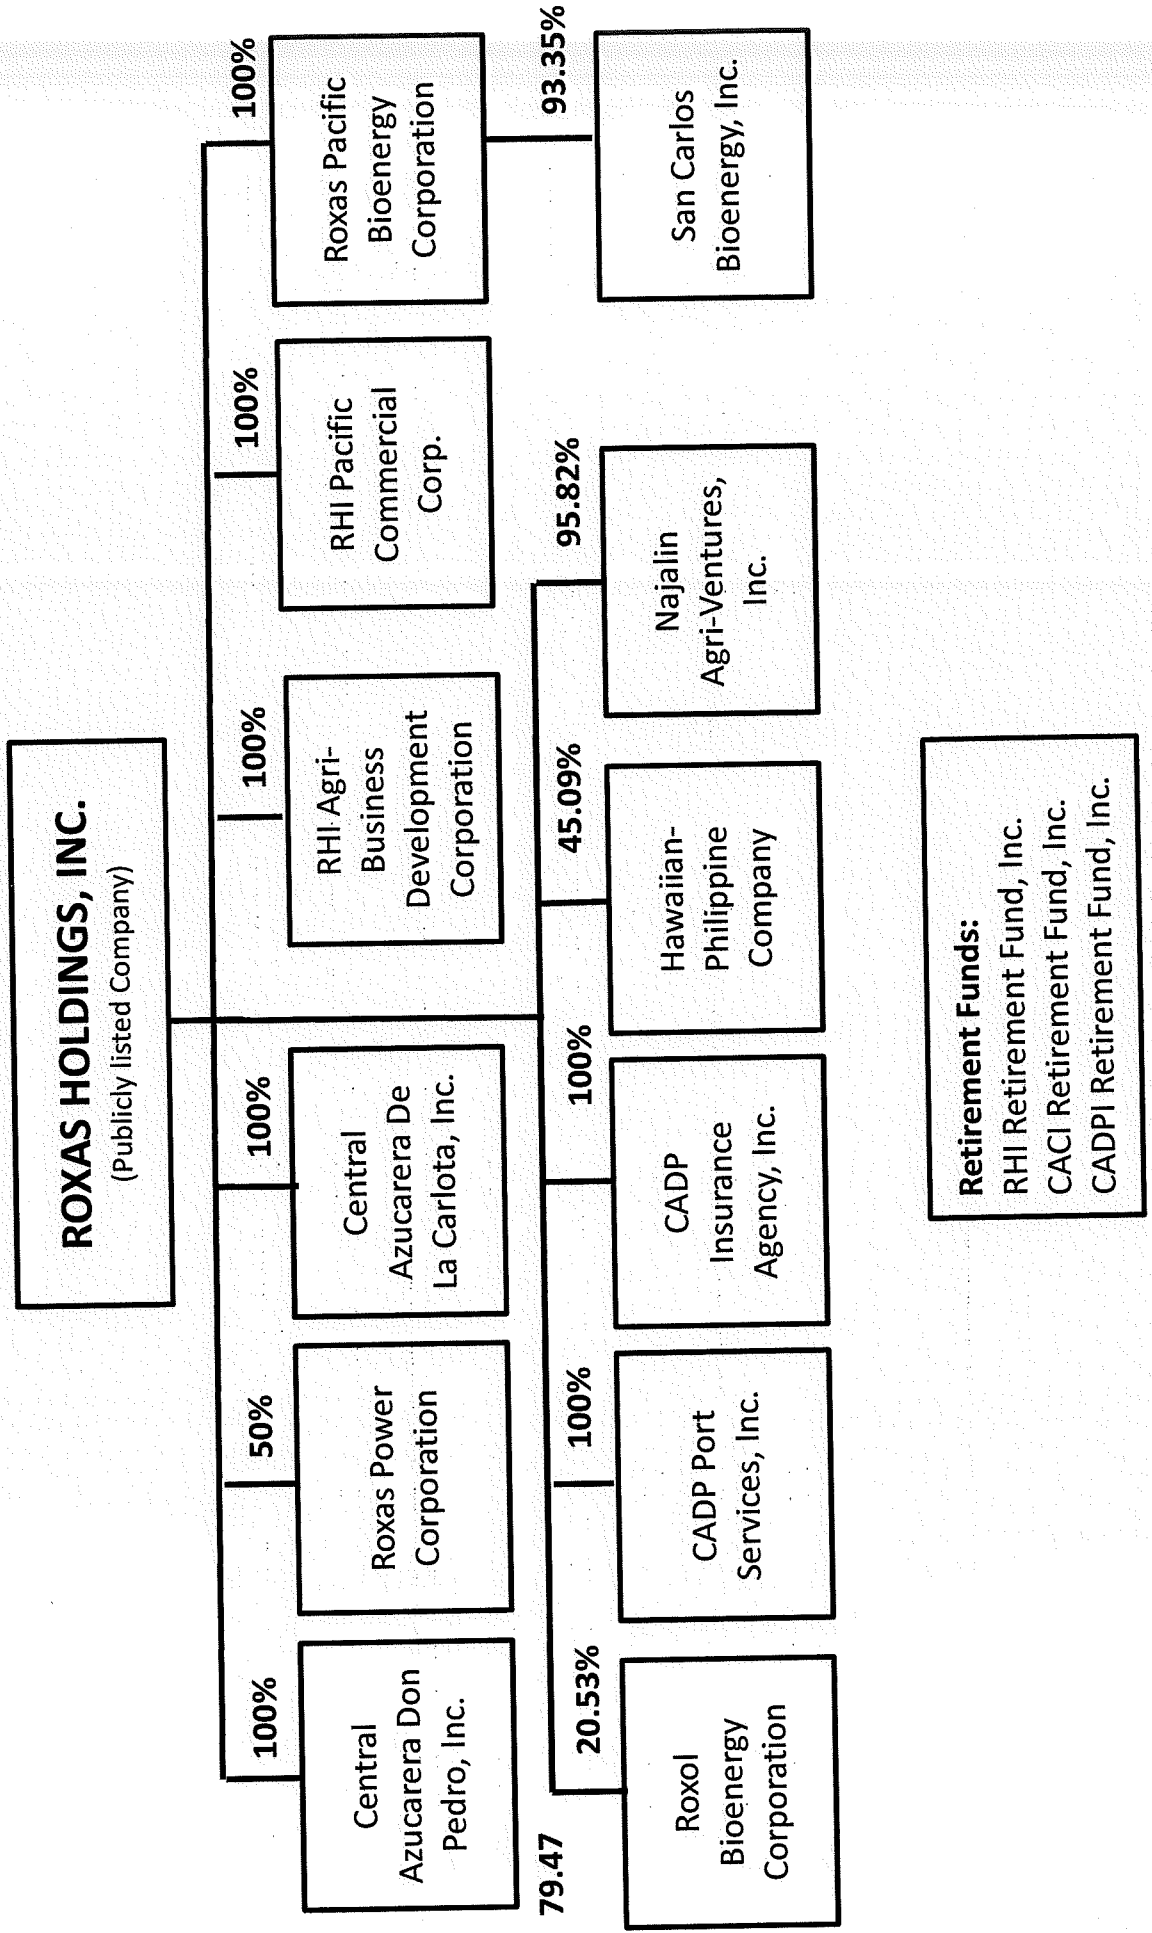 ROXAS HOLDINGS, INC.
(Publicly listed Company)
100%
50%
100%
100%
100%
100%
Central
Azucarera Don
Pedro, Inc.
Roxas Power
Corporation
Central
Azucarera De
La Carlota, Inc.
RHI Agri-
Business
Development
Corporation
RHI Pacific
Commercial
Corp.
Roxas Pacific
Bioenergy
Corporation
79.47
20.53%
100%
100%
45.09%
95.82%
93.35%
Roxol
Bioenergy
Corporation
CADP Port
Services, Inc.
CADP
Insurance
Agency, Inc.
Hawaiian-
Philippine
Company
Najalin
Agri-Ventures,
Inc.
San Carlos
Bioenergy, Inc.
Retirement Funds:
RHI Retirement Fund, Inc.
CACI Retirement Fund, Inc.
CADPI Retirement Fund, Inc.